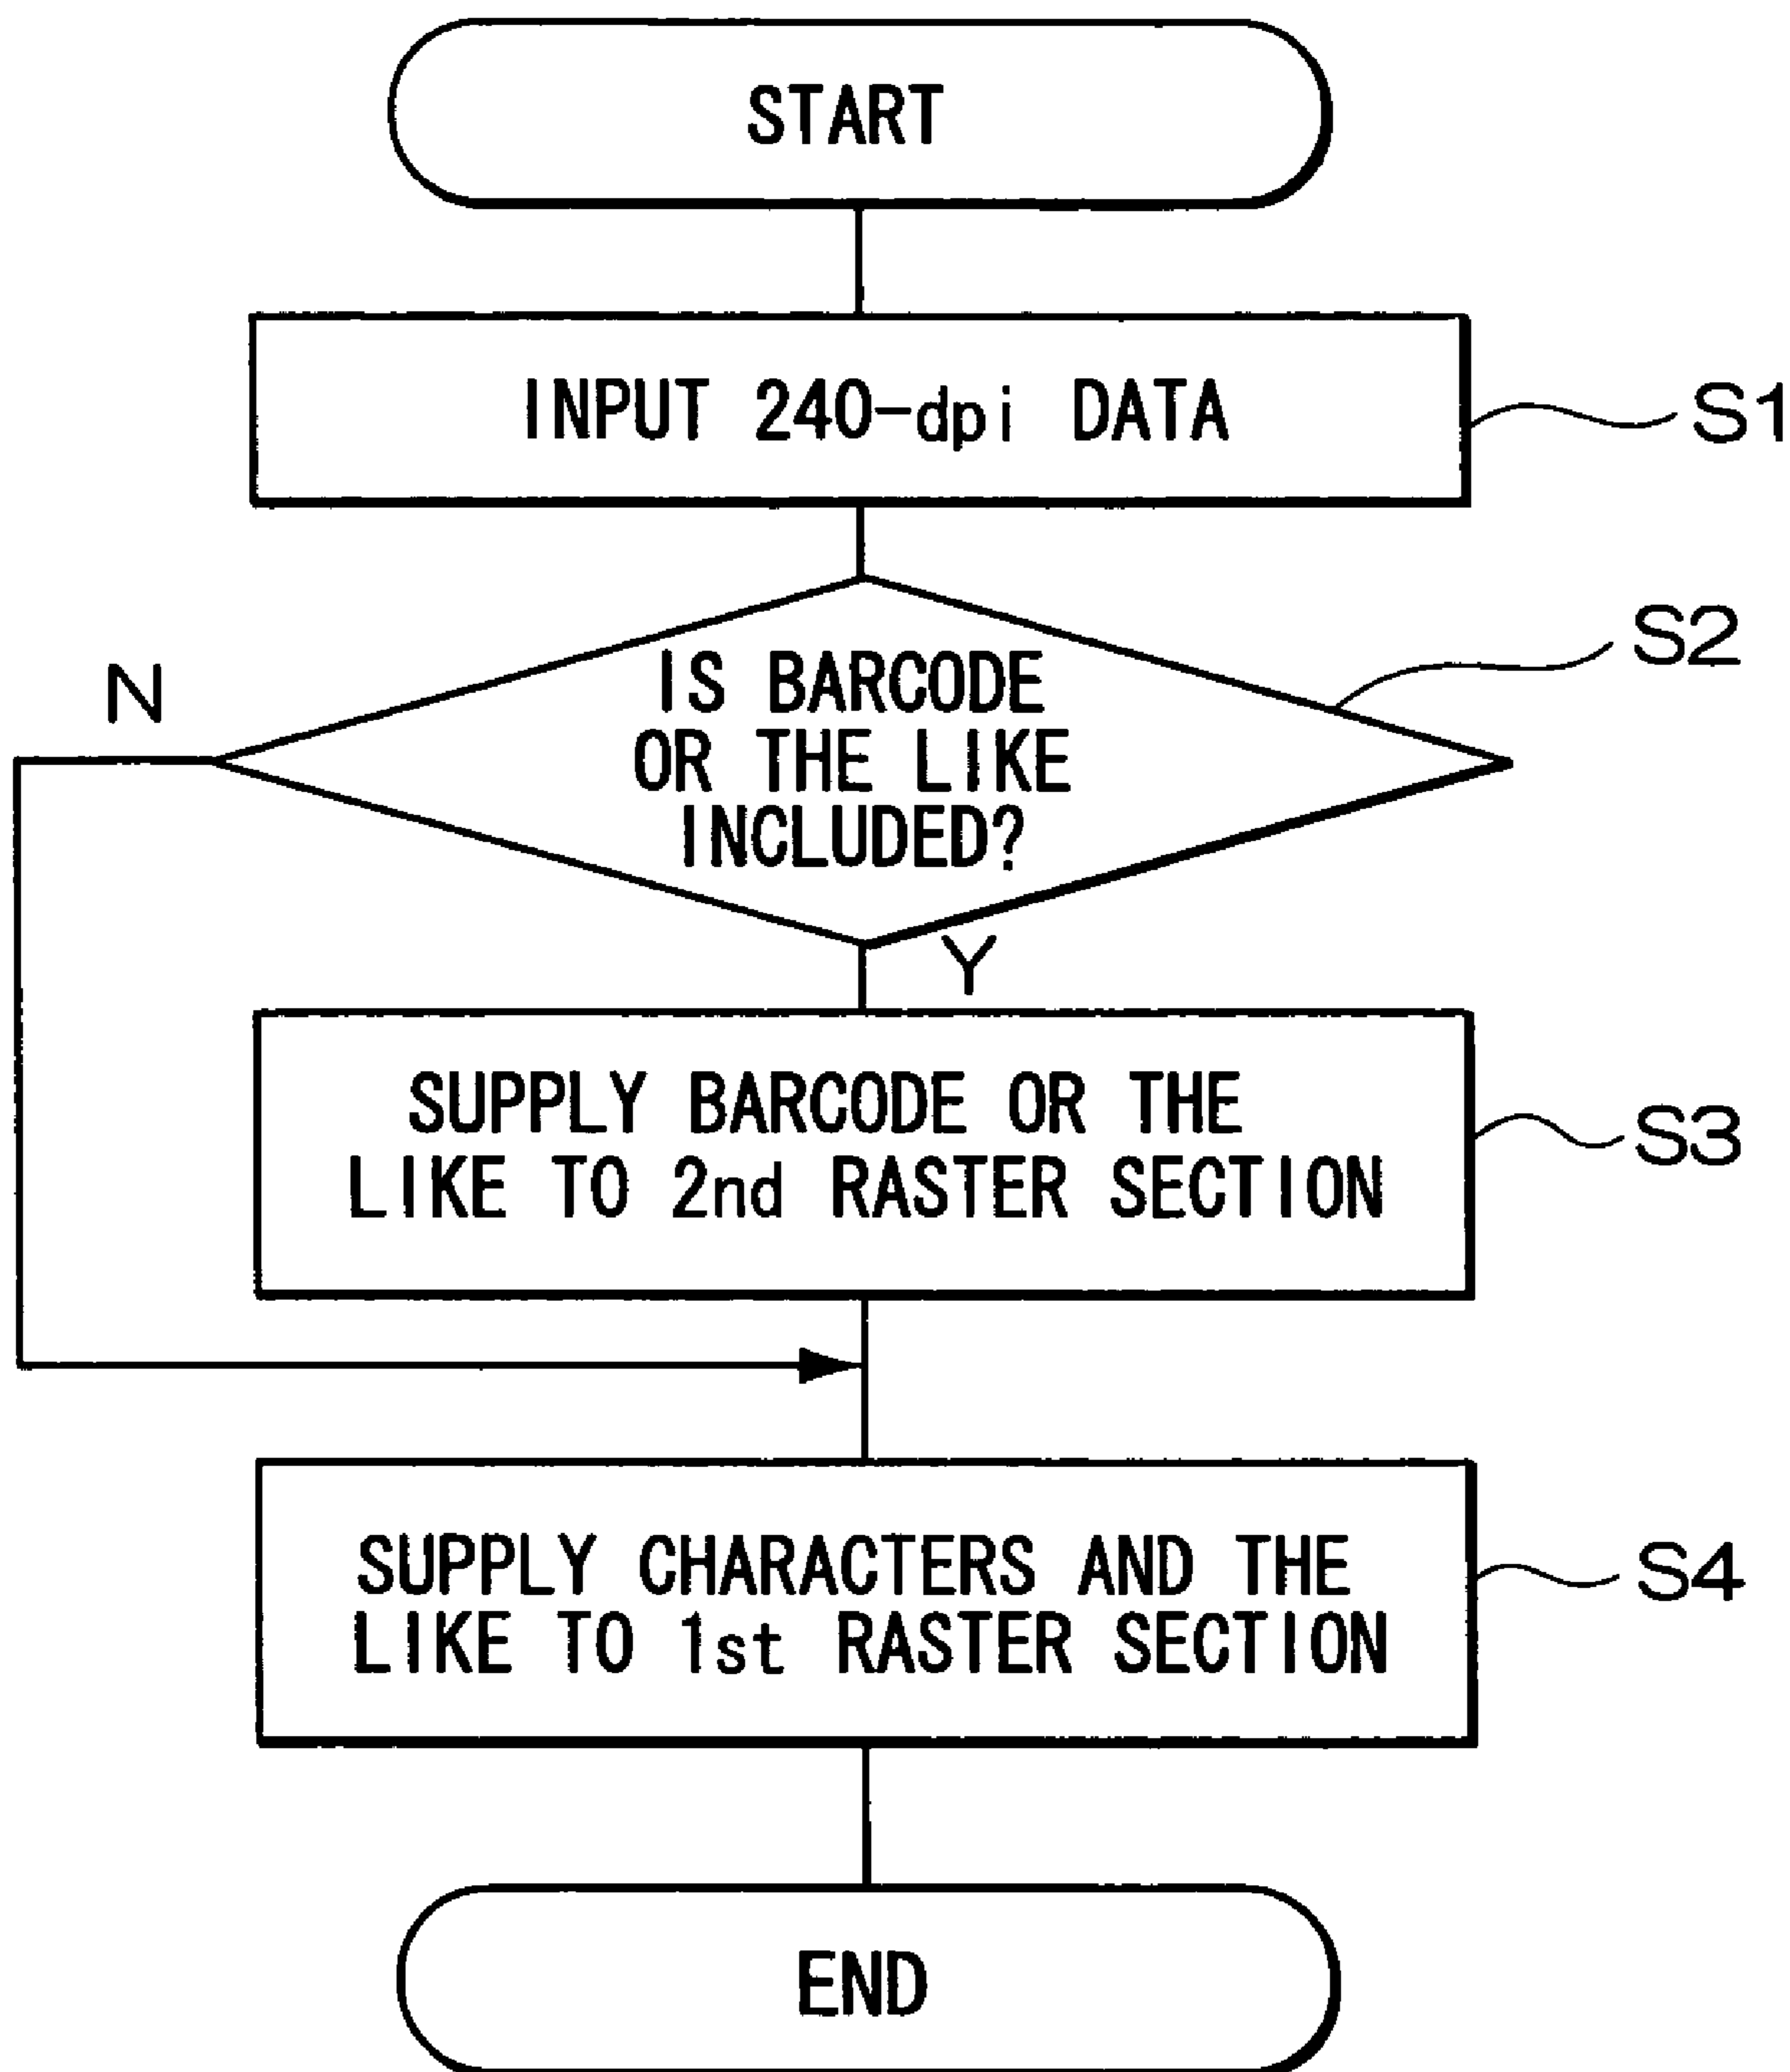 START
INPUT 240-dpi DATA
S1
S2
N
IS BARCODE
OR THE LIKE
INCLUDED?
Y
SUPPLY BARCODE OR THE
LIKE TO 2nd RASTER SECTION
S3
SUPPLY CHARACTERS AND THE
LIKE TO 1st RASTER SECTION
S4
END